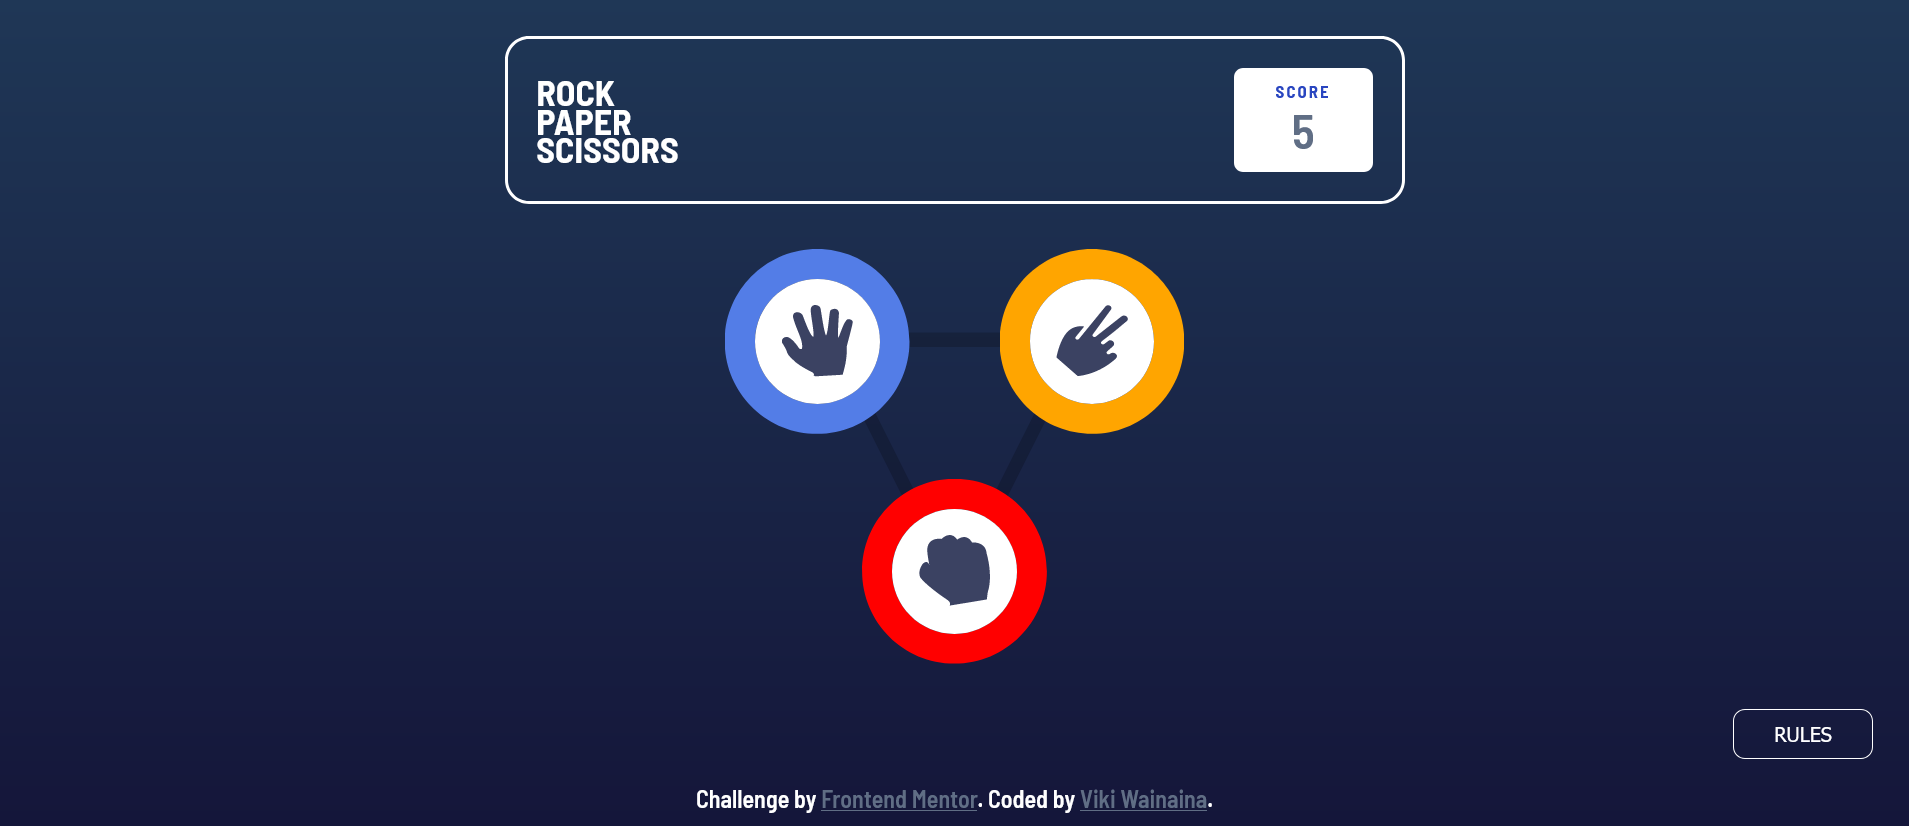 ROCK
PAPER
SCISSORS
SCORE
5
RULES
Challenge by Frontend Mentor. Coded by Viki Wainaina.